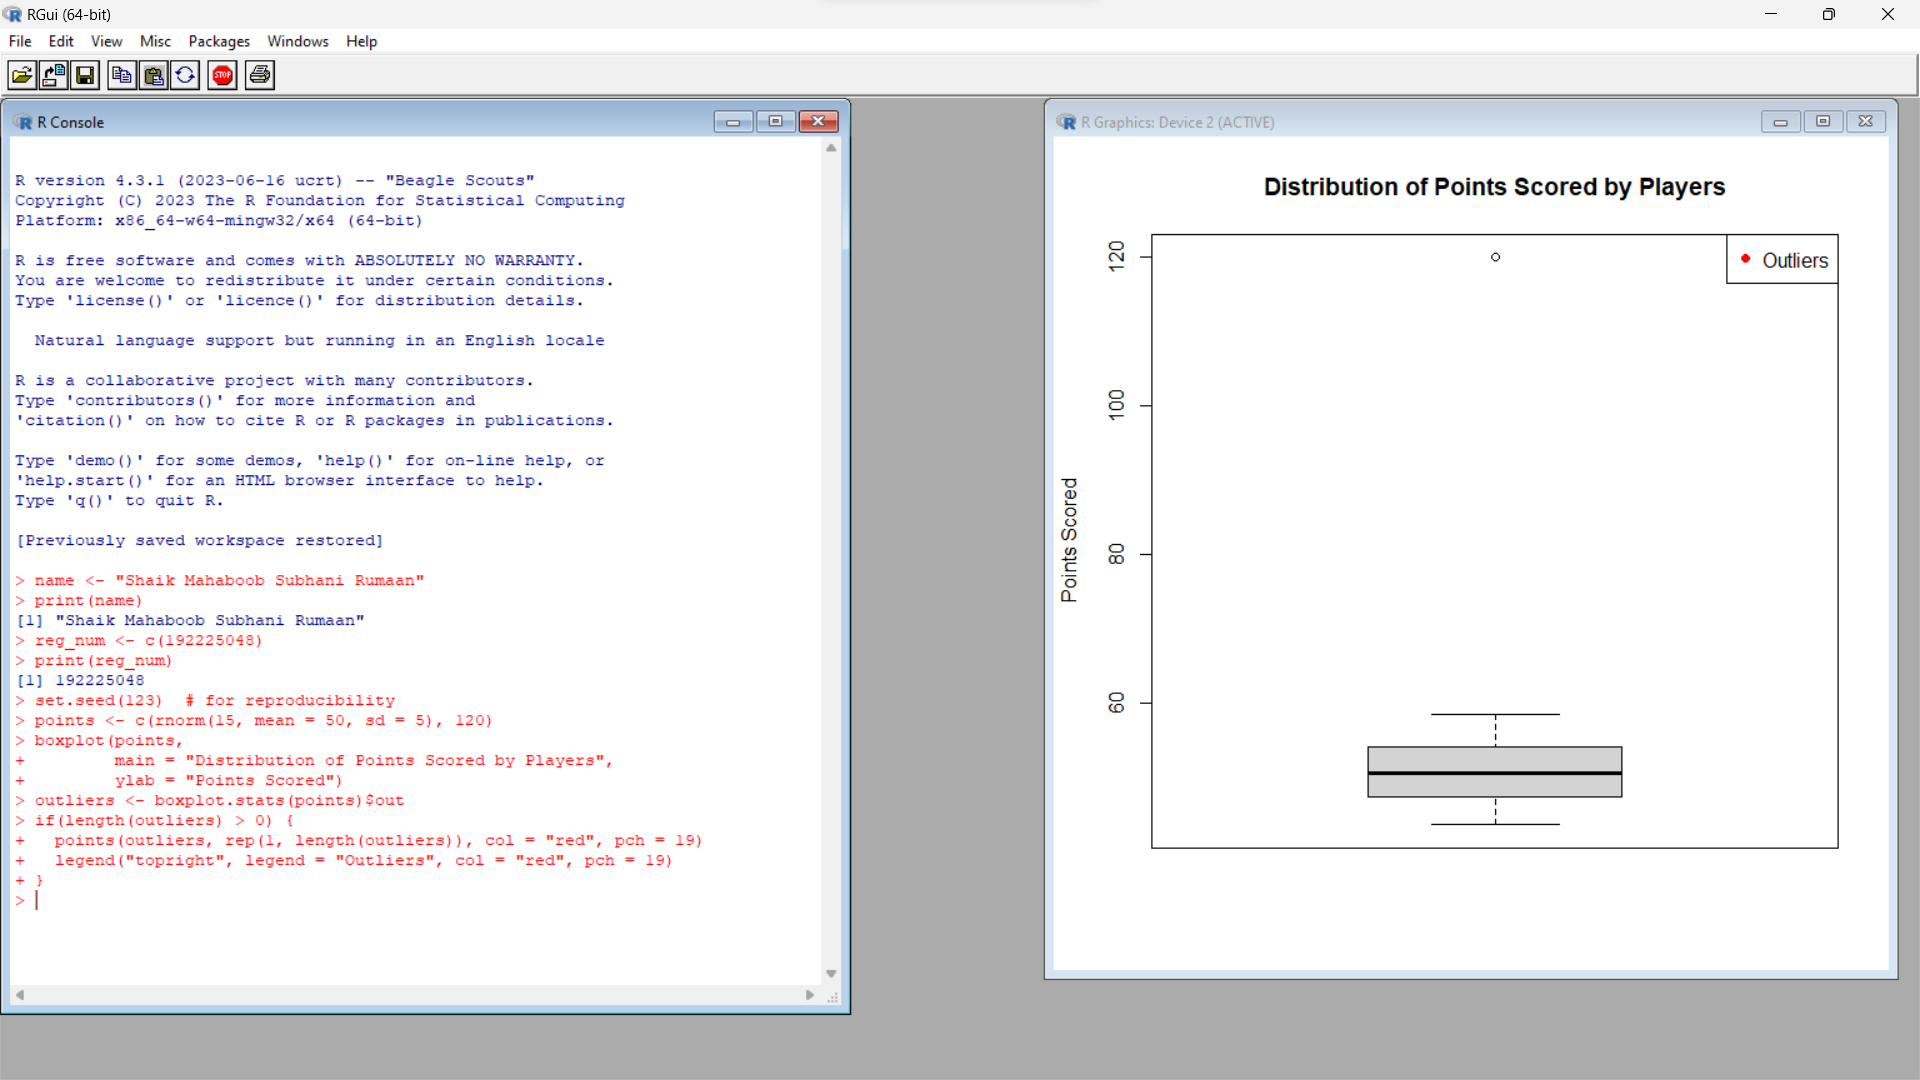 RGui (64-bit)
File Edit View Misc Packages Windows Help
STOP
R Console
R version 4.3.1 (2023-06-16 ucrt) -- "Beagle Scouts"
Copyright (C) 2023 The R Foundation for Statistical Computing
Platform: x86_64-w64-mingw32/x64 (64-bit)
R is free software and comes with ABSOLUTELY NO WARRANTY.
You are welcome to redistribute it under certain conditions.
Type 'license()' or 'licence()' for distribution details.
Natural language support but running in an English locale
R is a collaborative project with many contributors.
Type 'contributors()' for more information and
'citation()' on how to cite R or R packages in publications.
Type 'demo()' for some demos, 'help()' for on-line help, or
'help.start()' for an HTML browser interface to help.
Type 'q()' to quit R.
[Previously saved workspace restored]
> name <- "Shaik Mahaboob Subhani Rumaan"
> print(name)
[1] "Shaik Mahaboob Subhani Rumaan"
> reg_num <- c(192225048)
> print(reg_num)
[1] 192225048
> set.seed(123)  # for reproducibility
> points <- c(rnorm(15, mean = 50, sd = 5), 120)
> boxplot(points,
+         main = "Distribution of Points Scored by Players",
+         ylab = "Points Scored")
> outliers <- boxplot.stats(points)$out
> if(length(outliers) > 0) {
+   points(outliers, rep(1, length(outliers)), col = "red", pch = 19)
+   legend("topright", legend = "Outliers", col = "red", pch = 19)
+ }
>
R Graphics: Device 2 (ACTIVE)
Distribution of Points Scored by Players
Outliers
120
100
80
60
Points Scored